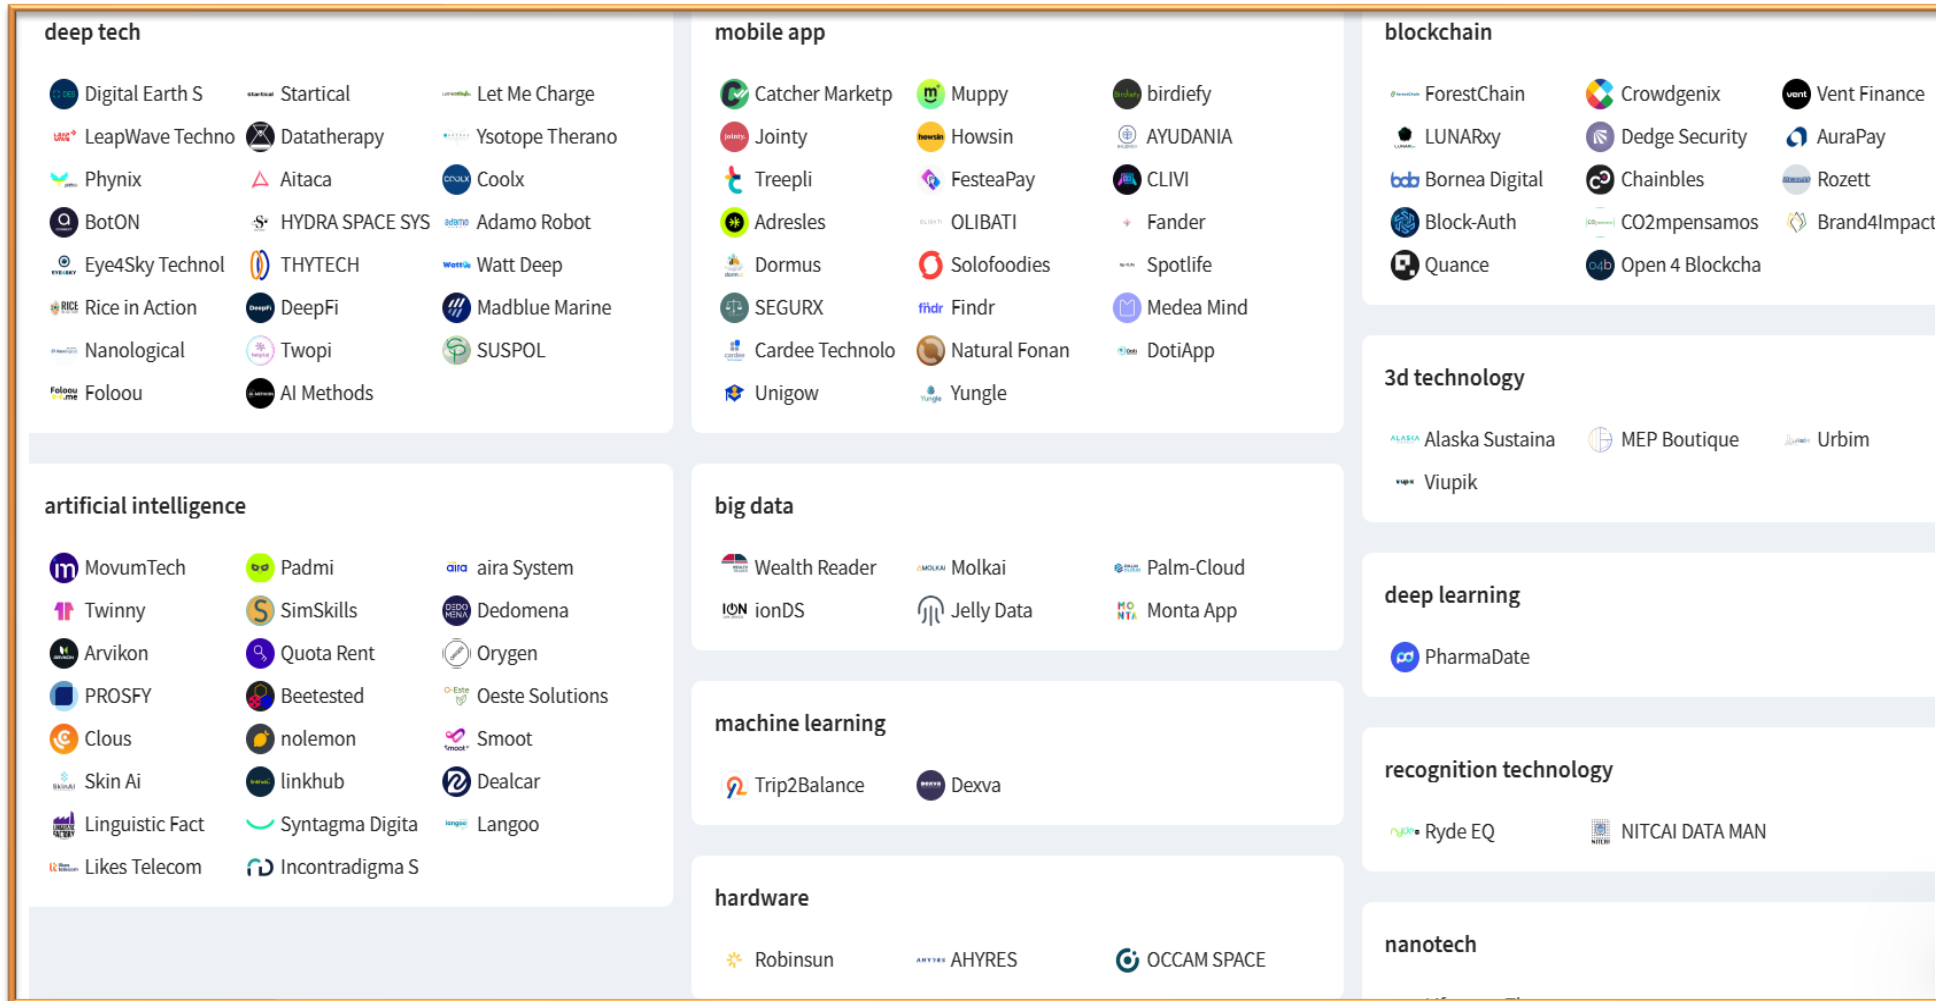 deep tech
Digital Earth S Startical Let Me Charge
LeapWave Techno Datatherapy Ysotope Therano
Phynix Aitaca Coolx
BotON HYDRA SPACE SYS Adamo Robot
Eye4Sky Technol THYTECH Watt Deep
Rice in Action DeepFi Madblue Marine
Nanological Twopi SUSPOL
Foloou AI Methods
artificial intelligence
MovumTech Padmi aira System
Twinny SimSkills Dedomena
Arvikon Quota Rent Orygen
PROSFY Beetested Oeste Solutions
Clous nolemon Smoot
Skin Ai linkhub Dealcar
Linguistic Fact Syntagma Digita Langoo
Likes Telecom Incontradigma S
mobile app
Catcher Marketp Muppy birdiefy
Jointy Howsin AYUDANIA
Treepli FesteaPay CLIVI
Adresles OLIBATI Fander
Dormus Solofoodies Spotlife
SEGURX Findr Medea Mind
Cardee Technolo Natural Fonan DotiApp
Unigow Yungle
big data
Wealth Reader Molkai Palm-Cloud
ionDS Jelly Data Monta App
machine learning
Trip2Balance Dexva
hardware
Robinsun AHYRES OCCAM SPACE
blockchain
ForestChain Crowdgenix Vent Finance
LUNARxy Dedge Security AuraPay
Bornea Digital Chainbles Rozett
Block-Auth CO2mpensamos Brand4Impact
Quance Open 4 Blockcha
3d technology
Alaska Sustaina MEP Boutique Urbim
Viupik
deep learning
PharmaDate
recognition technology
Ryde EQ NITCAI DATA MAN
nanotech